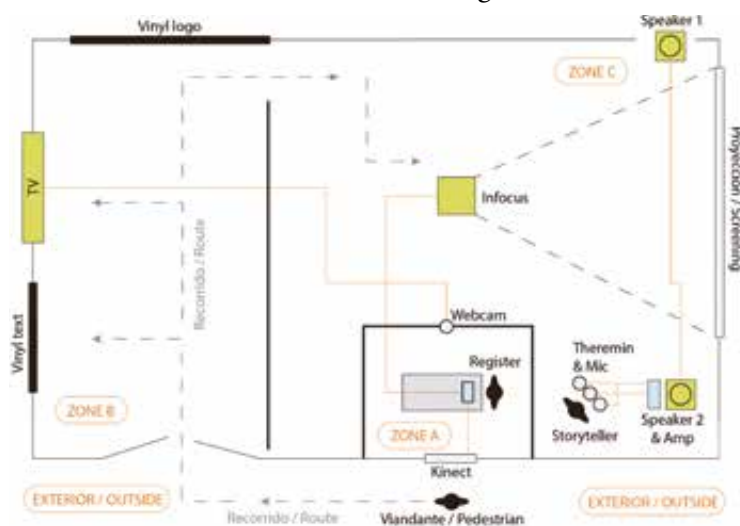 Vinyl logo
Speaker 1
ZONE C
TV
Infocus
Proyeccion / Screening
Recorrido / Route
Webcam
Vinyl text
Register
Theremin
& Mic
ZONE B
ZONE A
Storyteller
Speaker 2
& Amp
Kinect
EXTERIOR / OUTSIDE
EXTERIOR / OUTSIDE
Recorrido / Route
Viandante / Pedestrian